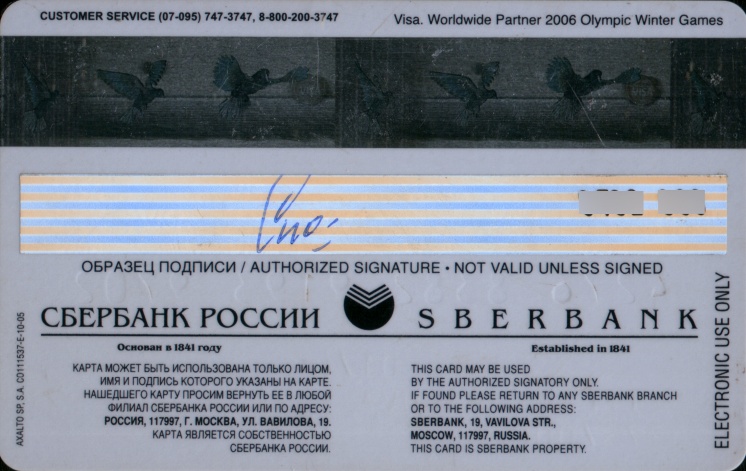 CUSTOMER SERVICE (07-095) 747-3747, 8-800-200-3747
Visa. Worldwide Partner 2006 Olympic Winter Games
ОБРАЗЕЦ ПОДПИСИ / AUTHORIZED SIGNATURE • NOT VALID UNLESS SIGNED
СБЕРБАНК РОССИИ
SBERBANK
Основан в 1841 году
Established in 1841
КАРТА МОЖЕТ БЫТЬ ИСПОЛЬЗОВАНА ТОЛЬКО ЛИЦОМ,
ИМЯ И ПОДПИСЬ КОТОРОГО УКАЗАНЫ НА КАРТЕ.
НАШЕДШЕГО КАРТУ ПРОСИМ ВЕРНУТЬ ЕЕ В ЛЮБОЙ
ФИЛИАЛ СБЕРБАНКА РОССИИ ИЛИ ПО АДРЕСУ:
РОССИЯ, 117997, Г. МОСКВА, УЛ. ВАВИЛОВА, 19.
КАРТА ЯВЛЯЕТСЯ СОБСТВЕННОСТЬЮ
СБЕРБАНКА РОССИИ.
THIS CARD MAY BE USED
BY THE AUTHORIZED SIGNATORY ONLY.
IF FOUND PLEASE RETURN TO ANY SBERBANK BRANCH
OR TO THE FOLLOWING ADDRESS:
SBERBANK, 19, VAVILOVA STR.,
MOSCOW, 117997, RUSSIA.
THIS CARD IS SBERBANK PROPERTY.
AXALTO SP, S.A. C0111537-E-10-05
ELECTRONIC USE ONLY